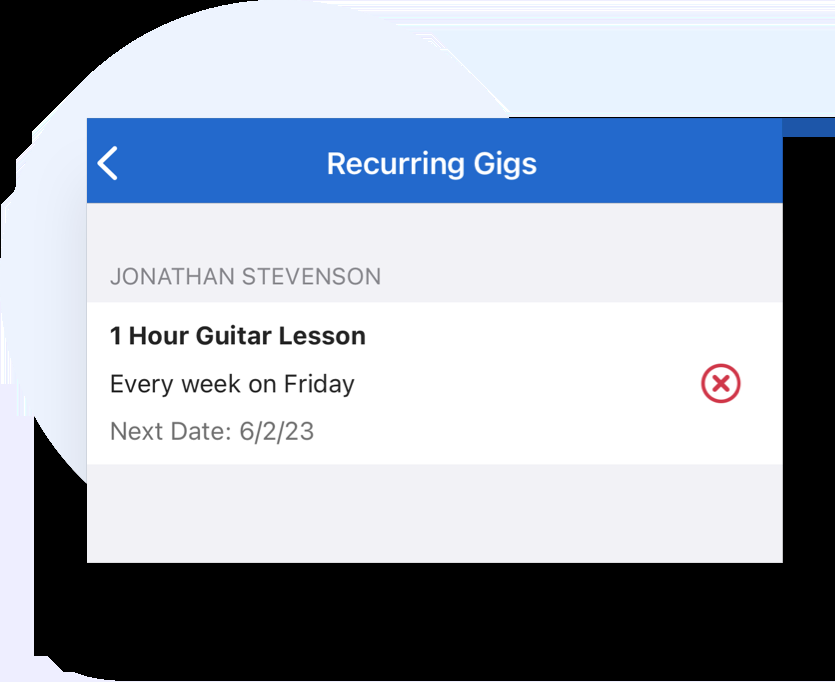 Recurring Gigs
JONATHAN STEVENSON
1 Hour Guitar Lesson
Every week on Friday
Next Date: 6/2/23